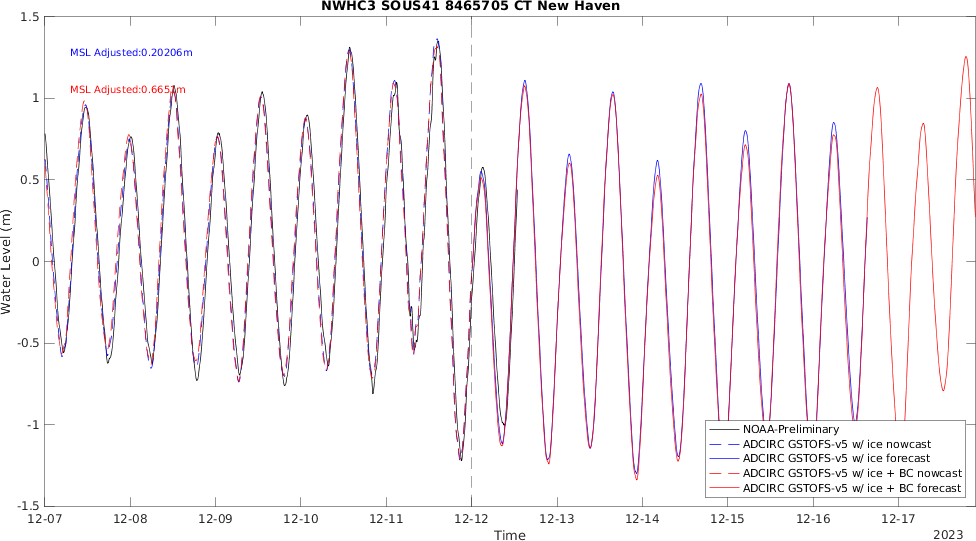 NWHC3 SOUS41 8465705 CT New Haven
1.5
MSL Adjusted:0.20206m
1
0.5
0
-0.5
-1
-1.5
Water Level (m)
NOAA-Preliminary
ADCIRC GSTOFS-v5 w/ ice nowcast
ADCIRC GSTOFS-v5 w/ ice forecast
ADCIRC GSTOFS-v5 w/ ice + BC nowcast
ADCIRC GSTOFS-v5 w/ ice + BC forecast
12-07 12-08 12-09 12-10 12-11 12-12 12-13 12-14 12-15 12-16 12-17
Time
2023
MSL